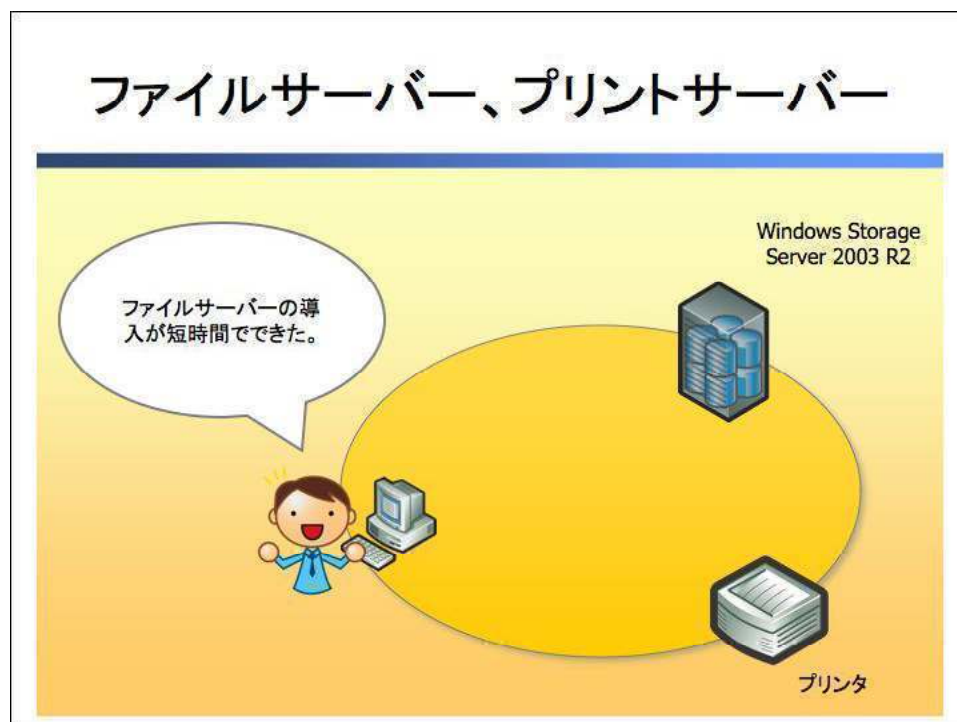 ファイルサーバー、プリントサーバー
Windows Storage
Server 2003 R2
ファイルサーバーの導
入が短時間でできた。
プリンタ